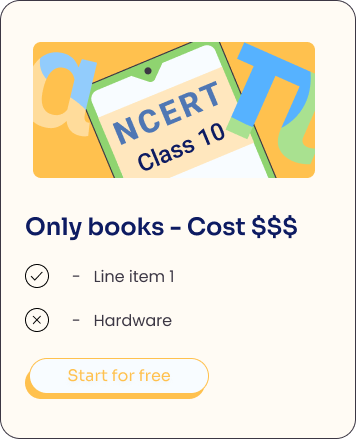 α π
NCERT
Class 10
Only books - Cost $$$
- Line item 1
- Hardware
Start for free